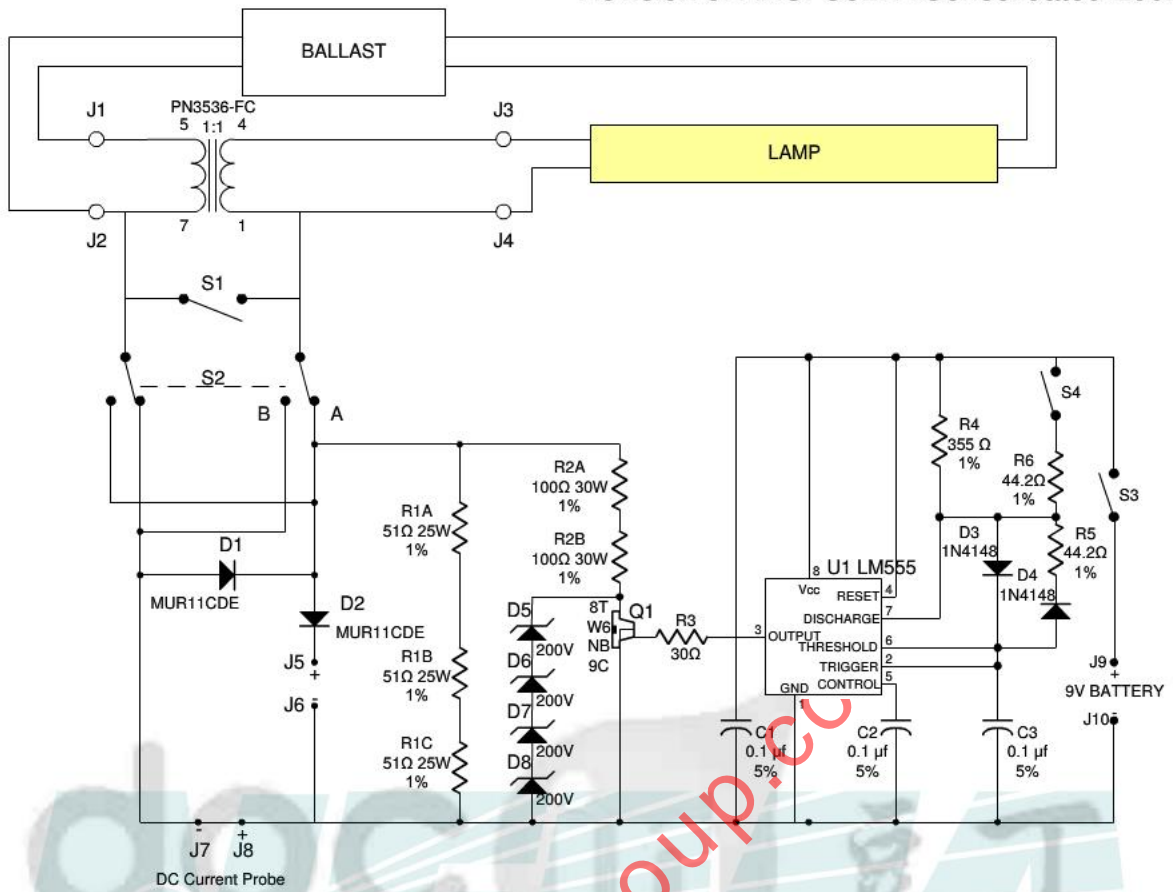 BALLAST
J1
PN3536-FC
5 1:1 4
J3
LAMP
J2
7
1
J4
S1
S2
B
A
S4
R4
355 Ω
1%
R6
44.2Ω
1%
S3
R2A
100Ω 30W
1%
R1A
51Ω 25W
1%
R2B
100Ω 30W
1%
D3
1N4148
R5
44.2Ω
1%
D1
MUR11CDE
D2
MUR11CDE
U1 LM555
8
Vcc
RESET 4
D4
1N4148
DISCHARGE 7
D5
200V
8T
W6
NB
9C
Q1
R3
30Ω
3
OUTPUT
THRESHOLD 6
TRIGGER 2
CONTROL 5
GND
1
J5
+
J6
-
R1B
51Ω 25W
1%
D6
200V
J9
+
9V BATTERY
J10
-
D7
200V
C1
0.1 µf
5%
C2
0.1 µf
5%
C3
0.1 µf
5%
R1C
51Ω 25W
1%
D8
200V
-
+
J7
J8
DC Current Probe